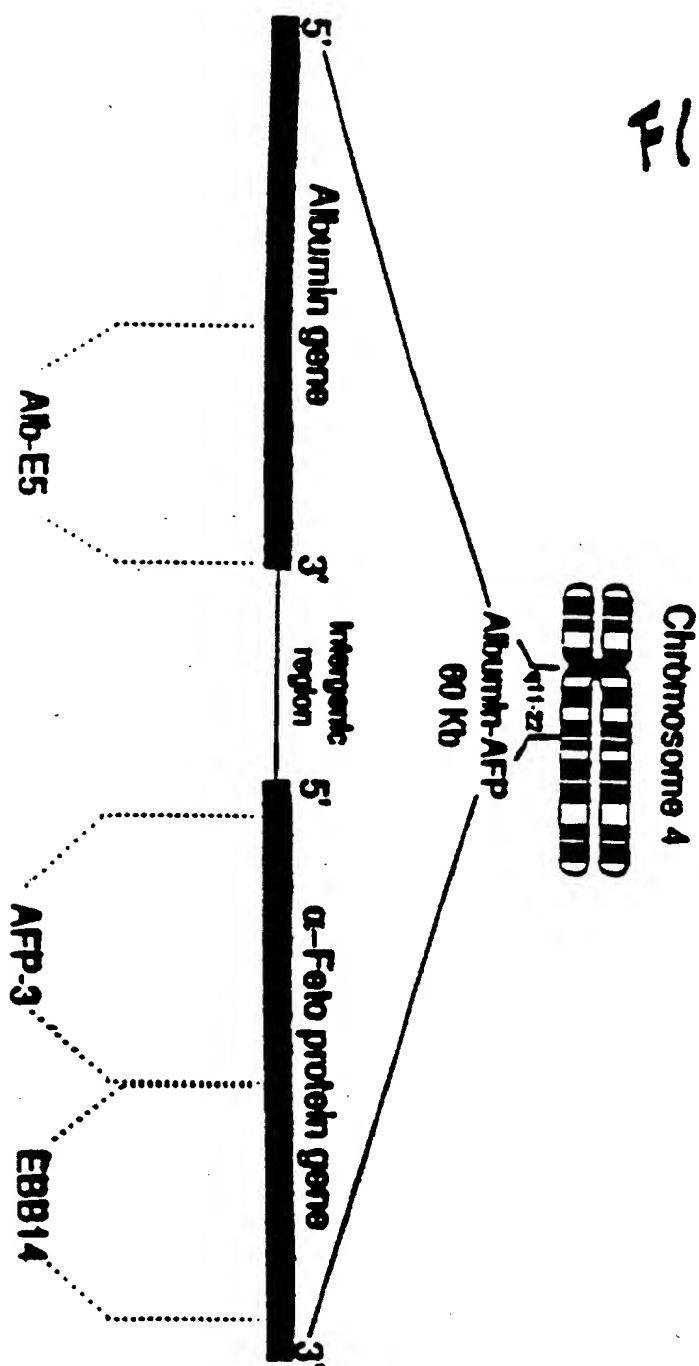 FI
Chromosome 4
q11-22
Albumin-AFP
60 Kb
5'
Albumin gene
3'
Intergenic
region
5'
α-Feto protein gene
3'
Alb-E5
AFP-3
EBB14